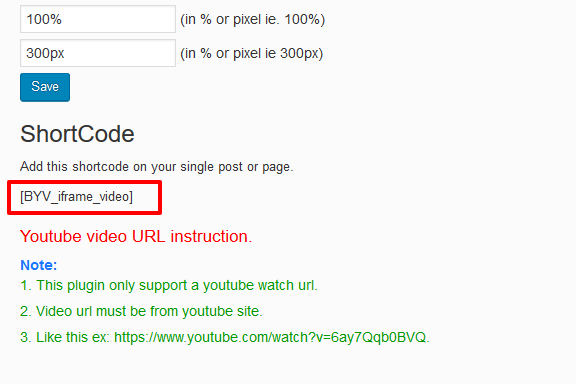 100% (in % or pixel ie. 100%)
300px (in % or pixel ie 300px)
Save
ShortCode
Add this shortcode on your single post or page.
[BYV_iframe_video]
Youtube video URL instruction.
Note:
1. This plugin only support a youtube watch url.
2. Video url must be from youtube site.
3. Like this ex: https://www.youtube.com/watch?v=6ay7Qqb0BVQ.